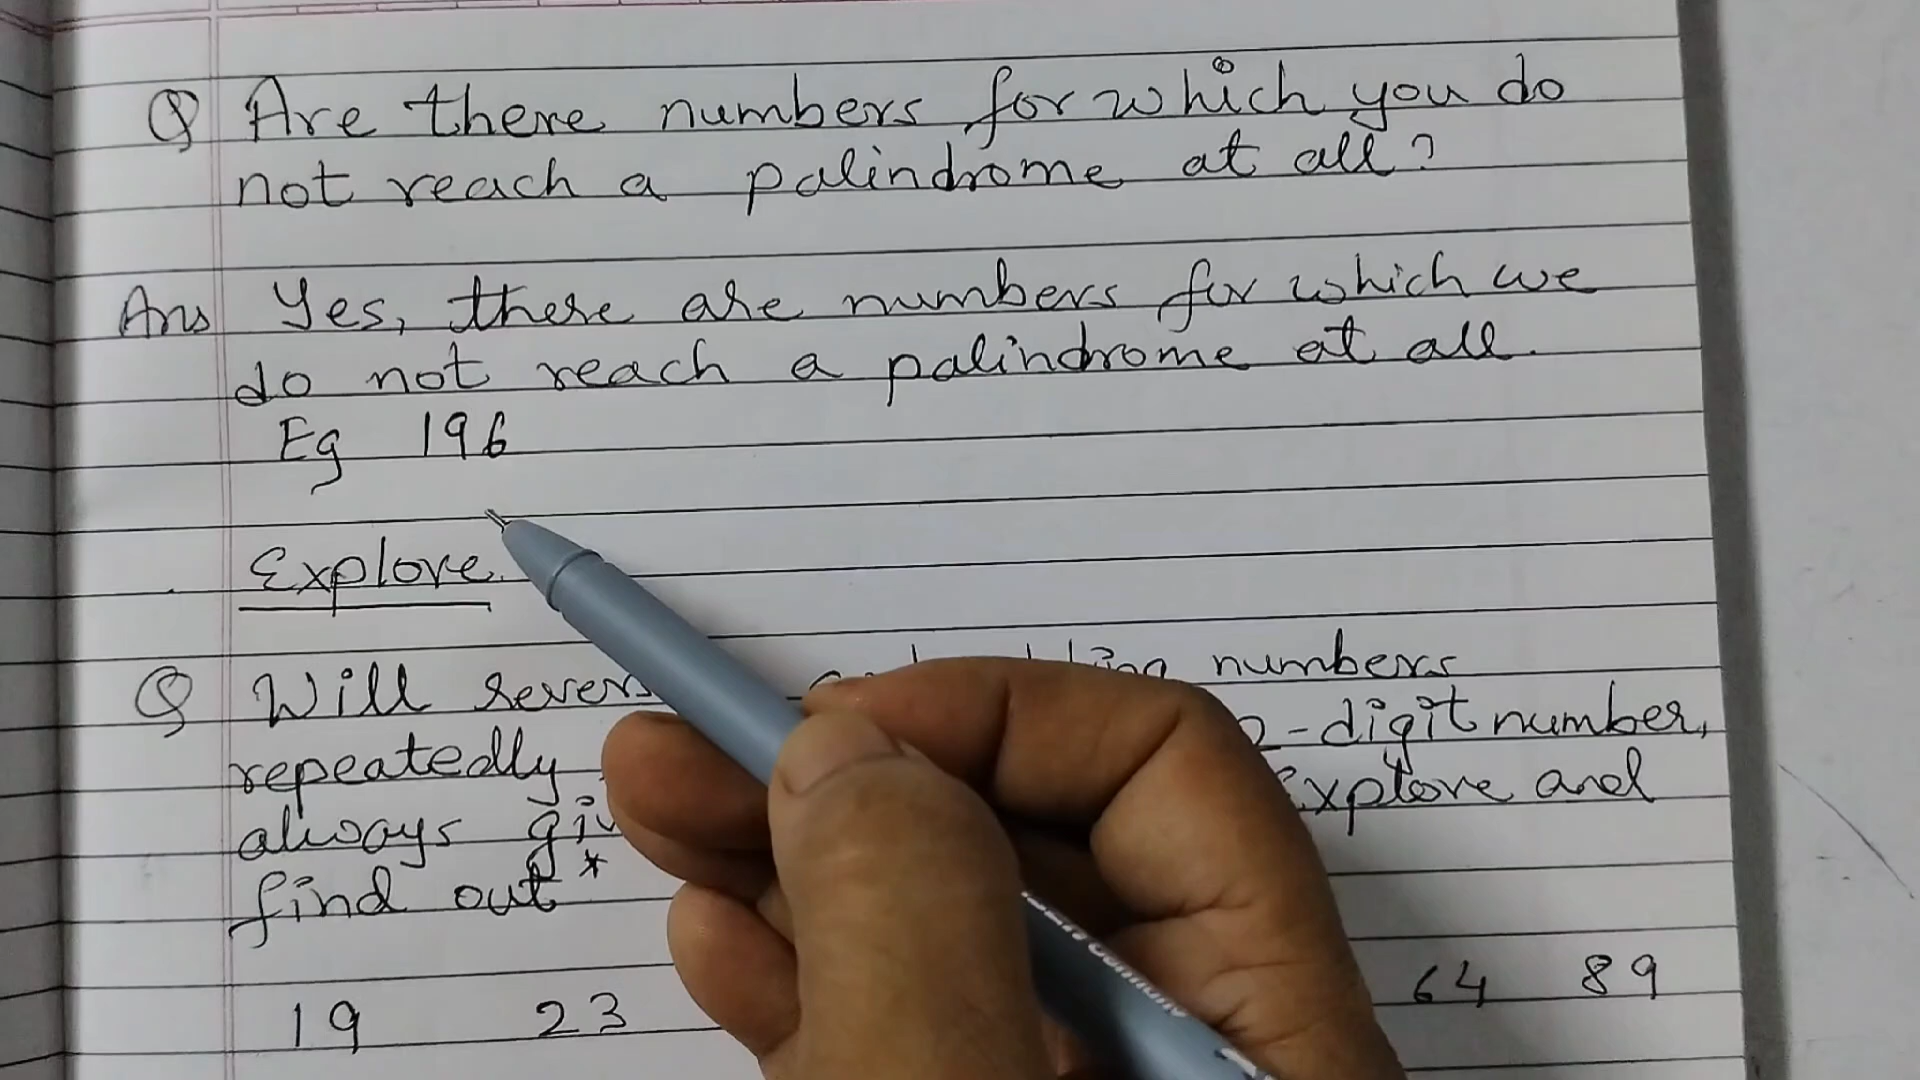 Q Are there numbers for which you do
not reach a palindrome at all?
Ans Yes, there are numbers for which we
do not reach a palindrome at all.
Eg 196
Explore
Q Will numbers
repeatedly 2-digit number,
always Explore and
find out*
19 23 64 89